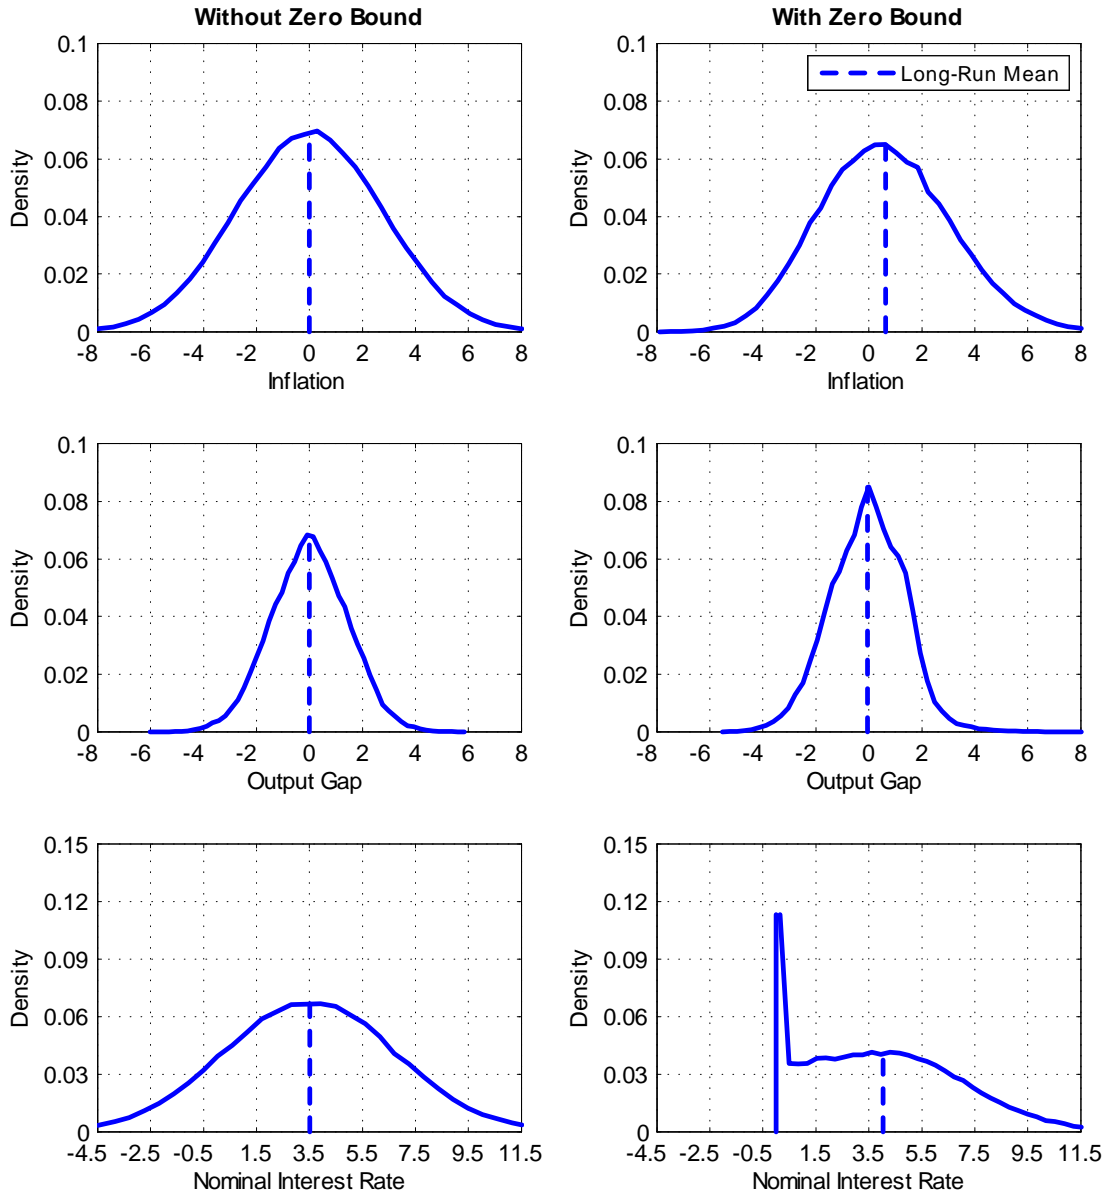 Without Zero Bound
With Zero Bound
0.1
0.08
0.06
0.04
0.02
0
Density
-8 -6 -4 -2 0 2 4 6 8
Inflation
0.1
0.08
0.06
0.04
0.02
0
Density
Long-Run Mean
-8 -6 -4 -2 0 2 4 6 8
Inflation
0.1
0.08
0.06
0.04
0.02
0
Density
-8 -6 -4 -2 0 2 4 6 8
Output Gap
0.1
0.08
0.06
0.04
0.02
0
Density
-8 -6 -4 -2 0 2 4 6 8
Output Gap
0.15
0.12
0.09
0.06
0.03
0
Density
-4.5 -2.5 -0.5 1.5 3.5 5.5 7.5 9.5 11.5
Nominal Interest Rate
0.15
0.12
0.09
0.06
0.03
0
Density
-4.5 -2.5 -0.5 1.5 3.5 5.5 7.5 9.5 11.5
Nominal Interest Rate